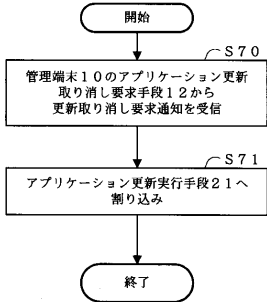 開始
S70
管理端末10のアプリケーション更新
取り消し要求手段12から
更新取り消し要求通知を受信
S71
アプリケーション更新実行手段21へ
割り込み
終了